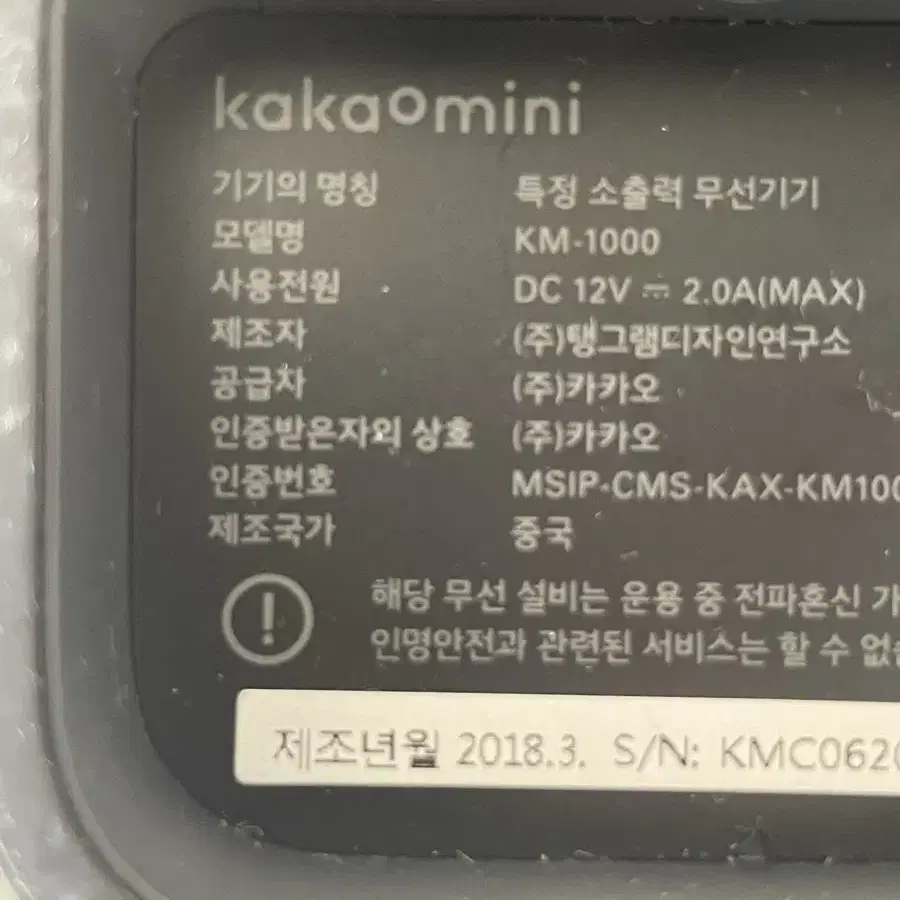 kakaomini
기기의 명칭 특정 소출력 무선기기
모델명 KM-1000
사용전원 DC 12V ⎓ 2.0A(MAX)
제조자 (주)탱그램디자인연구소
공급차 (주)카카오
인증받은자의 상호 (주)카카오
인증번호 MSIP-CMS-KAX-KM100
제조국가 중국
해당 무선 설비는 운용 중 전파혼신 가
인명안전과 관련된 서비스는 할 수 없
제조년월 2018.3. S/N: KMC062